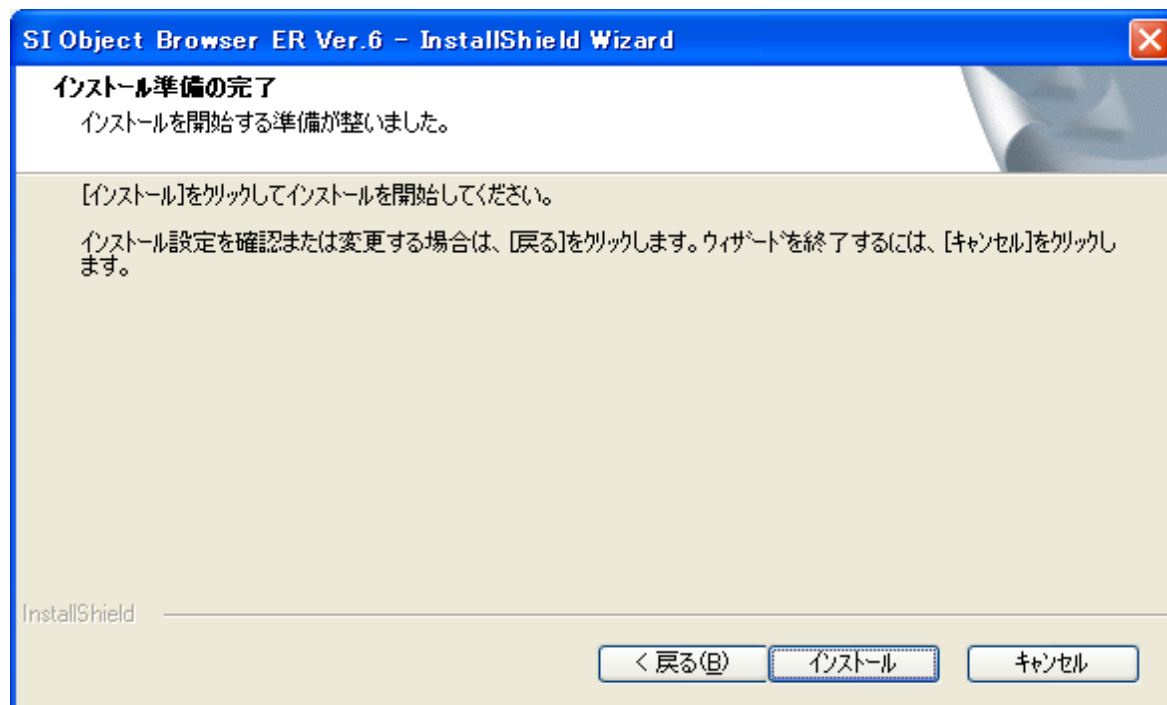 SI Object Browser ER Ver.6 - InstallShield Wizard
インストール準備の完了
インストールを開始する準備が整いました。
[インストール]をクリックしてインストールを開始してください。
インストール設定を確認または変更する場合は、[戻る]をクリックします。ウィザードを終了するには、[キャンセル]をクリックし
ます。
InstallShield
< 戻る(B) インストール キャンセル